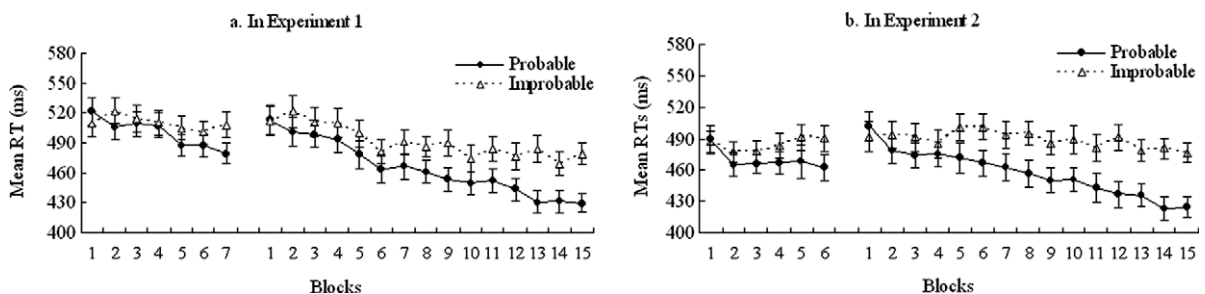 a. In Experiment 1
580
550
520
490
460
430
400
Mean RT (ms)
Probable
Improbable
1 2 3 4 5 6 7 1 2 3 4 5 6 7 8 9 10 11 12 13 14 15
Blocks
b. In Experiment 2
580
550
520
490
460
430
400
Mean RTs (ms)
Probable
Improbable
1 2 3 4 5 6 1 2 3 4 5 6 7 8 9 10 11 12 13 14 15
Blocks